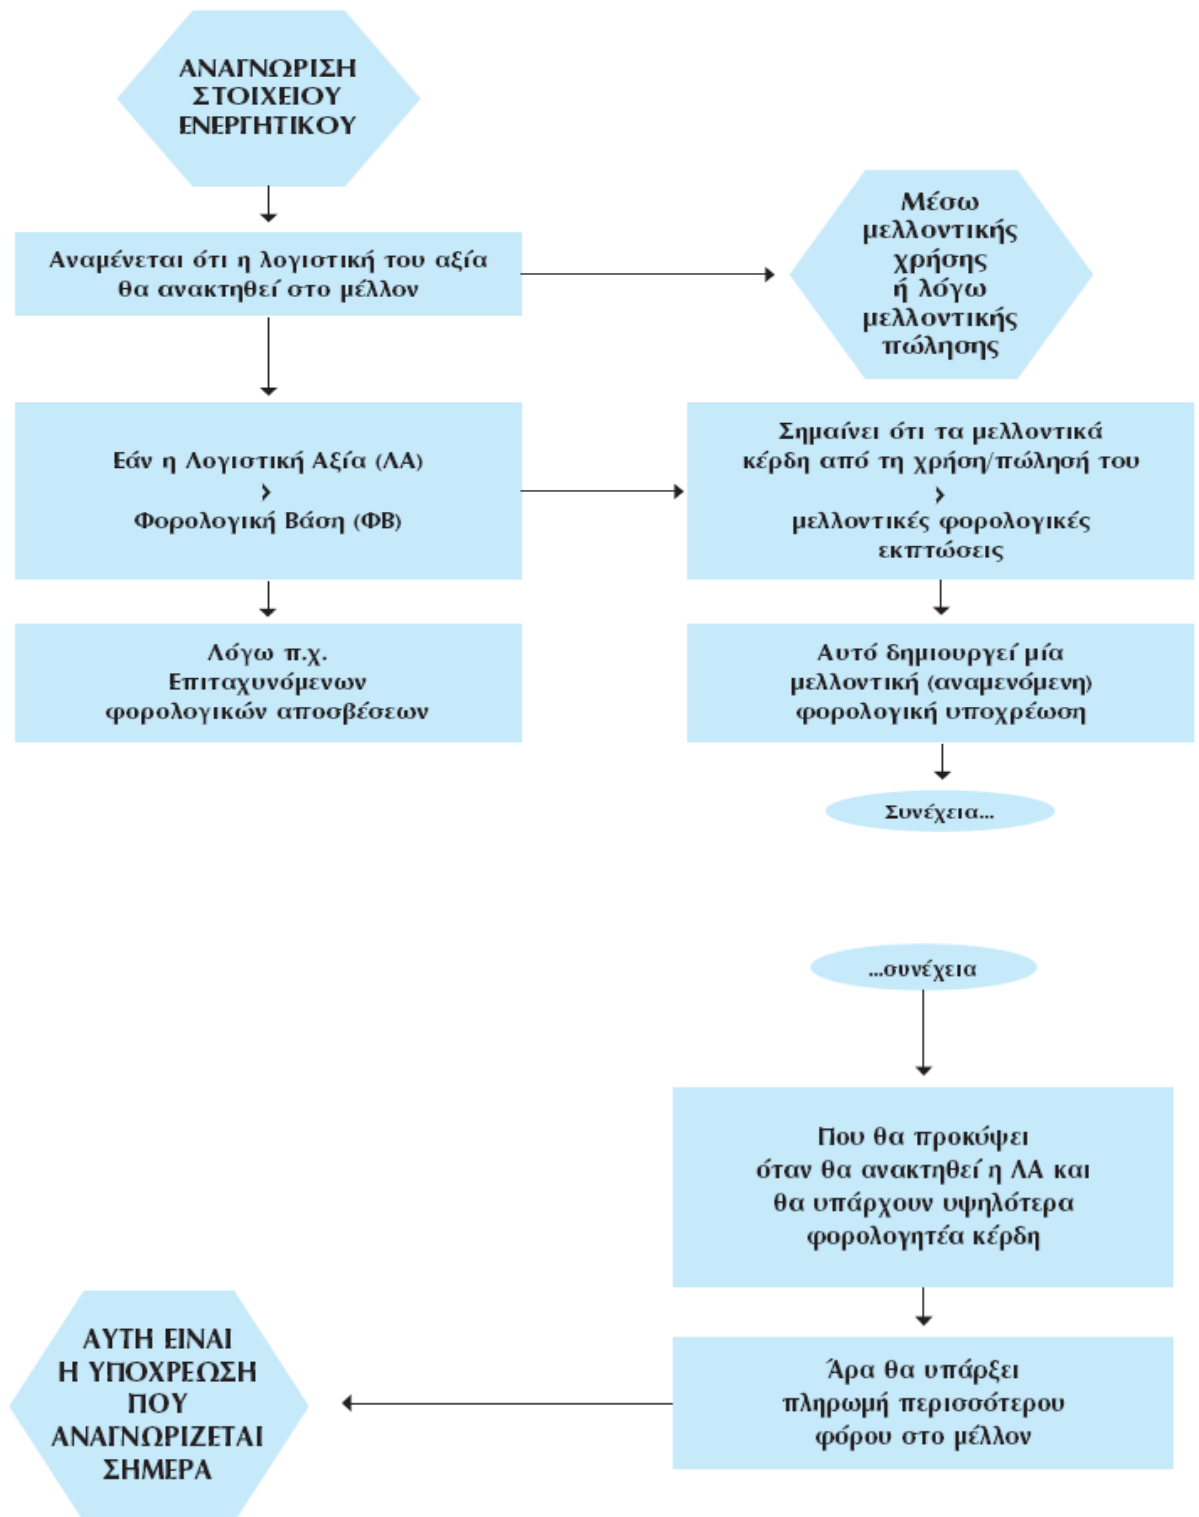 ΑΝΑΓΝΩΡΙΣΗ
ΣΤΟΙΧΕΙΟΥ
ΕΝΕΡΓΗΤΙΚΟΥ
Αναμένεται ότι η λογιστική του αξία
θα ανακτηθεί στο μέλλον
Μέσω
μελλοντικής
χρήσης
ή λόγω
μελλοντικής
πώλησης
Εάν η Λογιστική Αξία (ΛΑ)
>
Φορολογική Βάση (ΦΒ)
Σημαίνει ότι τα μελλοντικά
κέρδη από τη χρήση/πώλησή του
>
μελλοντικές φορολογικές
εκπτώσεις
Λόγω π.χ.
Επιταχυνόμενων
φορολογικών αποσβέσεων
Αυτό δημιουργεί μία
μελλοντική (αναμενόμενη)
φορολογική υποχρέωση
Συνέχεια...
...συνέχεια
Που θα προκύψει
όταν θα ανακτηθεί η ΛΑ και
θα υπάρχουν υψηλότερα
φορολογητέα κέρδη
Άρα θα υπάρξει
πληρωμή περισσότερου
φόρου στο μέλλον
ΑΥΤΗ ΕΙΝΑΙ
Η ΥΠΟΧΡΕΩΣΗ
ΠΟΥ
ΑΝΑΓΝΩΡΙΖΕΤΑΙ
ΣΗΜΕΡΑ